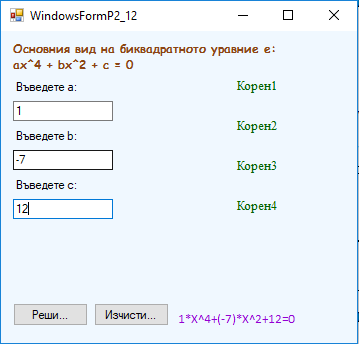 WindowsFormP2_12
Основния вид на биквадратното уравние е:
ax^4 + bx^2 + c = 0
Въведете a:
Корен1
1
Корен2
Въведете b:
-7
Корен3
Въведете c:
12
Корен4
Реши...
Изчисти...
1*X^4+(-7)*X^2+12=0